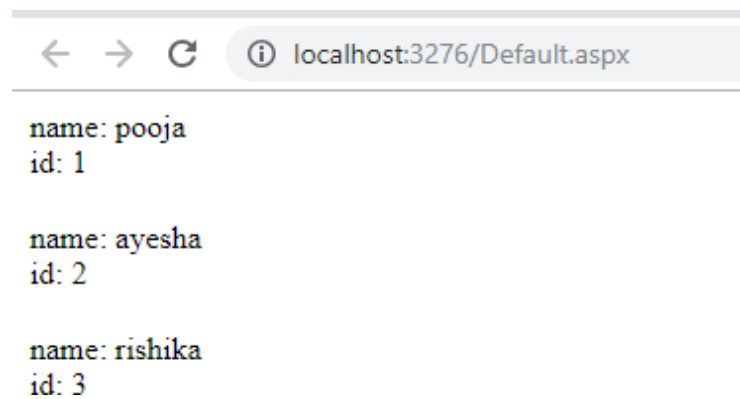 localhost:3276/Default.aspx
name: pooja
id: 1
name: ayesha
id: 2
name: rishika
id: 3